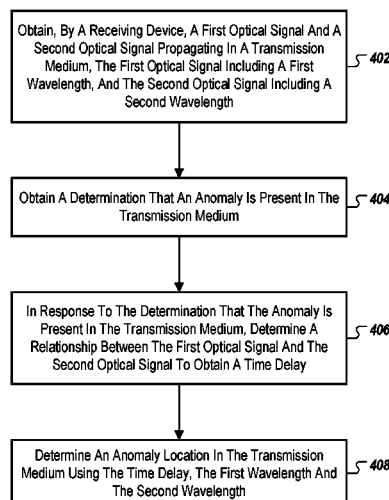 Obtain, By A Receiving Device, A First Optical Signal And A
Second Optical Signal Propagating In A Transmission
Medium, The First Optical Signal Including A First
Wavelength, And The Second Optical Signal Including A
Second Wavelength
402
Obtain A Determination That An Anomaly Is Present In The
Transmission Medium
404
In Response To The Determination That The Anomaly Is
Present In The Transmission Medium, Determine A
Relationship Between The First Optical Signal And The
Second Optical Signal To Obtain A Time Delay
406
Determine An Anomaly Location In The Transmission
Medium Using The Time Delay, The First Wavelength And
The Second Wavelength
408